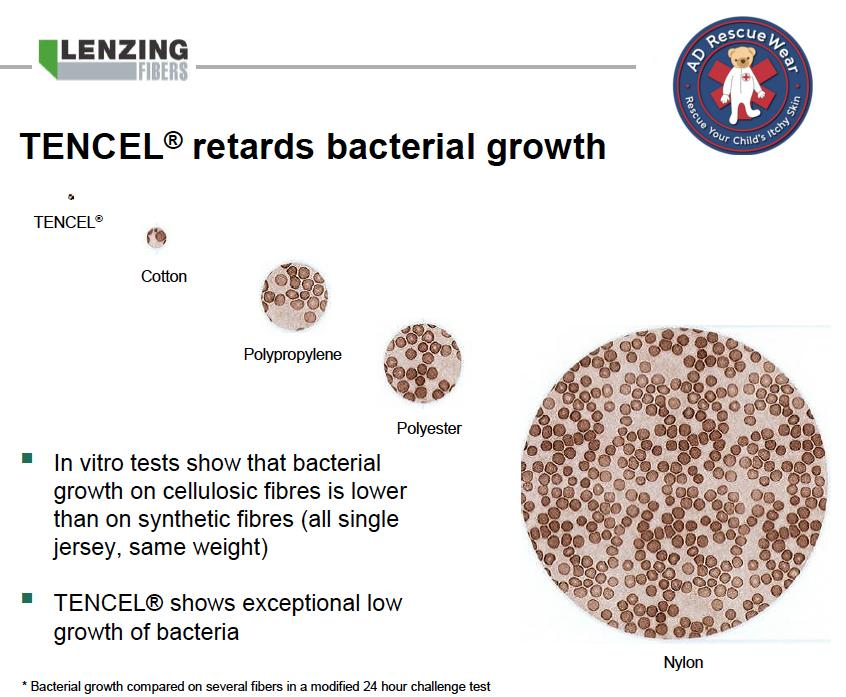 LENZING
FIBERS
AD RescueWear
Rescue Your Child's Itchy Skin
TENCEL® retards bacterial growth
TENCEL®
Cotton
Polypropylene
Polyester
In vitro tests show that bacterial
growth on cellulosic fibres is lower
than on synthetic fibres (all single
jersey, same weight)
TENCEL® shows exceptional low
growth of bacteria
Nylon
* Bacterial growth compared on several fibers in a modified 24 hour challenge test